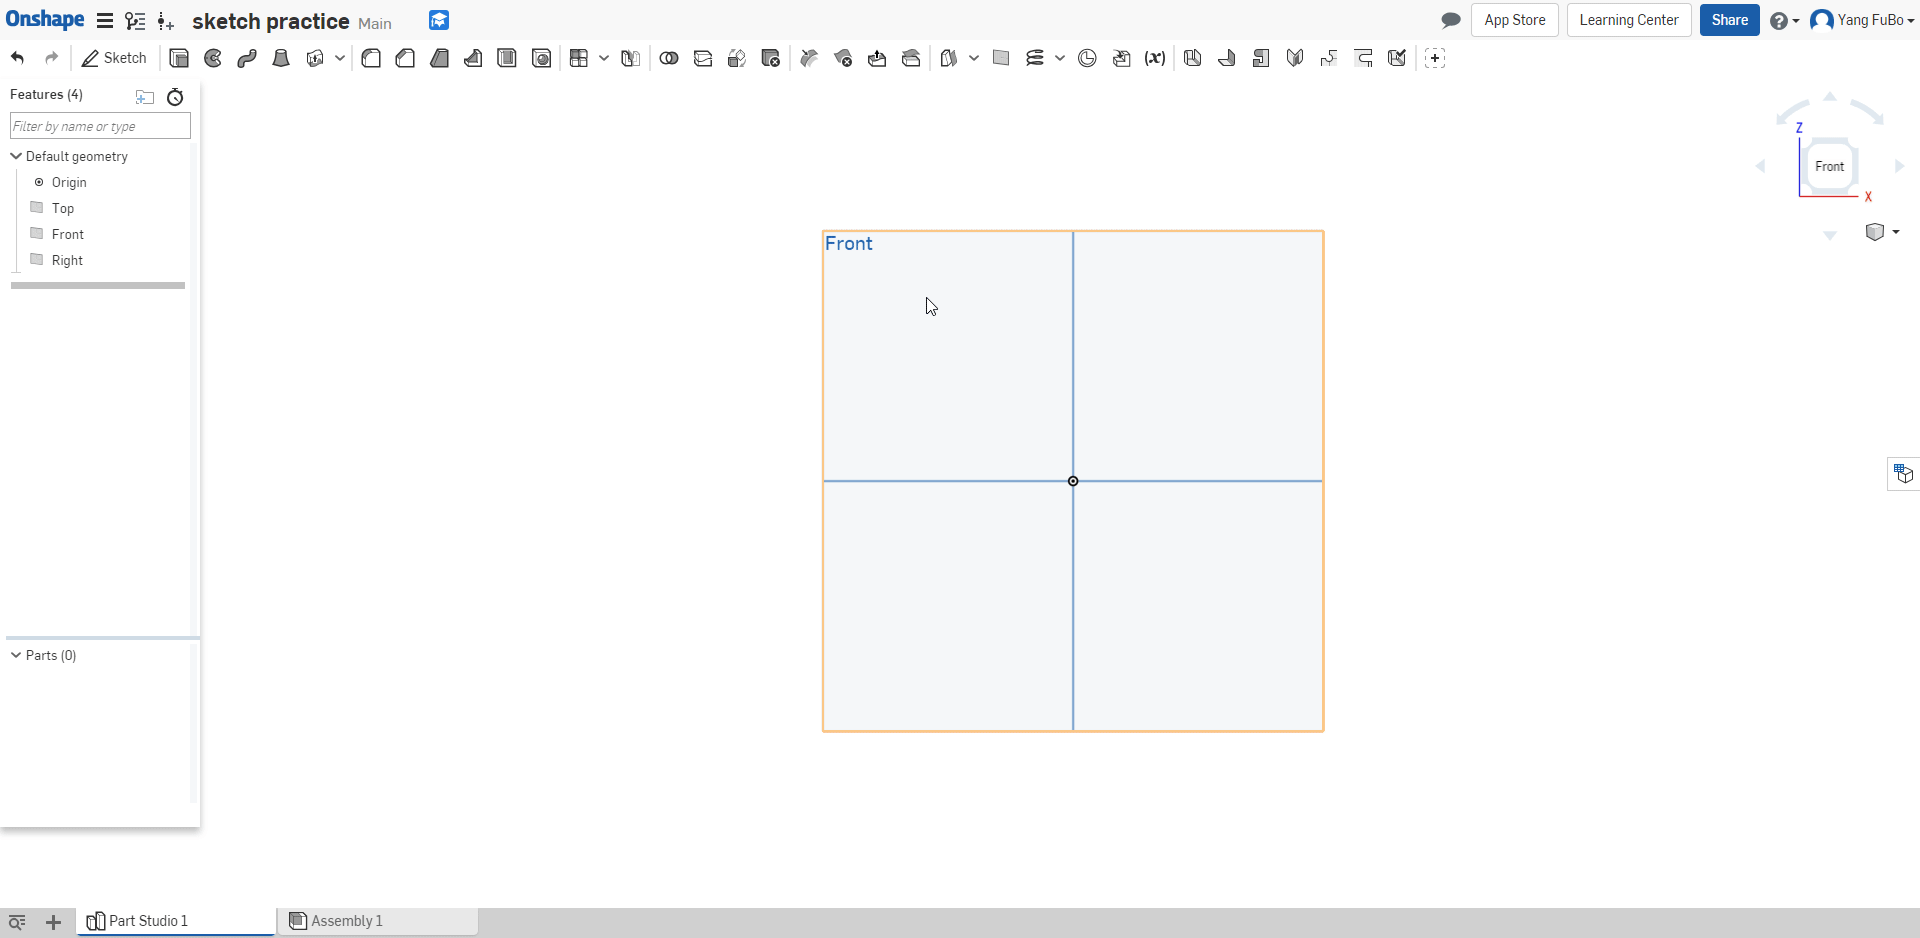 Onshape sketch practice Main App Store Learning Center Share Yang FuBo
Sketch (x)
Features (4)
Filter by name or type
Default geometry
Origin
Top
Front
Right
Parts (0)
Front
Z
Front
X
Part Studio 1 Assembly 1